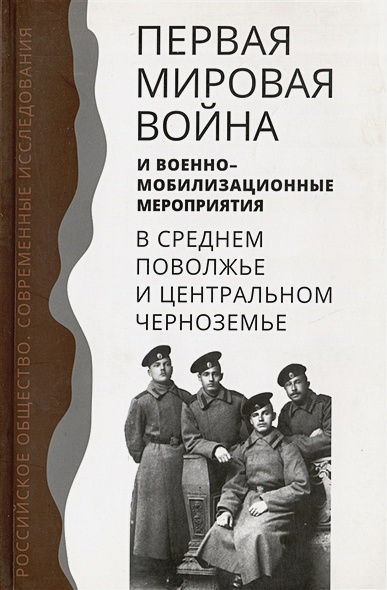 РОССИЙСКОЕ ОБЩЕСТВО. СОВРЕМЕННЫЕ ИССЛЕДОВАНИЯ
ПЕРВАЯ
МИРОВАЯ
ВОЙНА
И ВОЕННО–
МОБИЛИЗАЦИОННЫЕ
МЕРОПРИЯТИЯ
В СРЕДНЕМ
ПОВОЛЖЬЕ
И ЦЕНТРАЛЬНОМ
ЧЕРНОЗЕМЬЕ